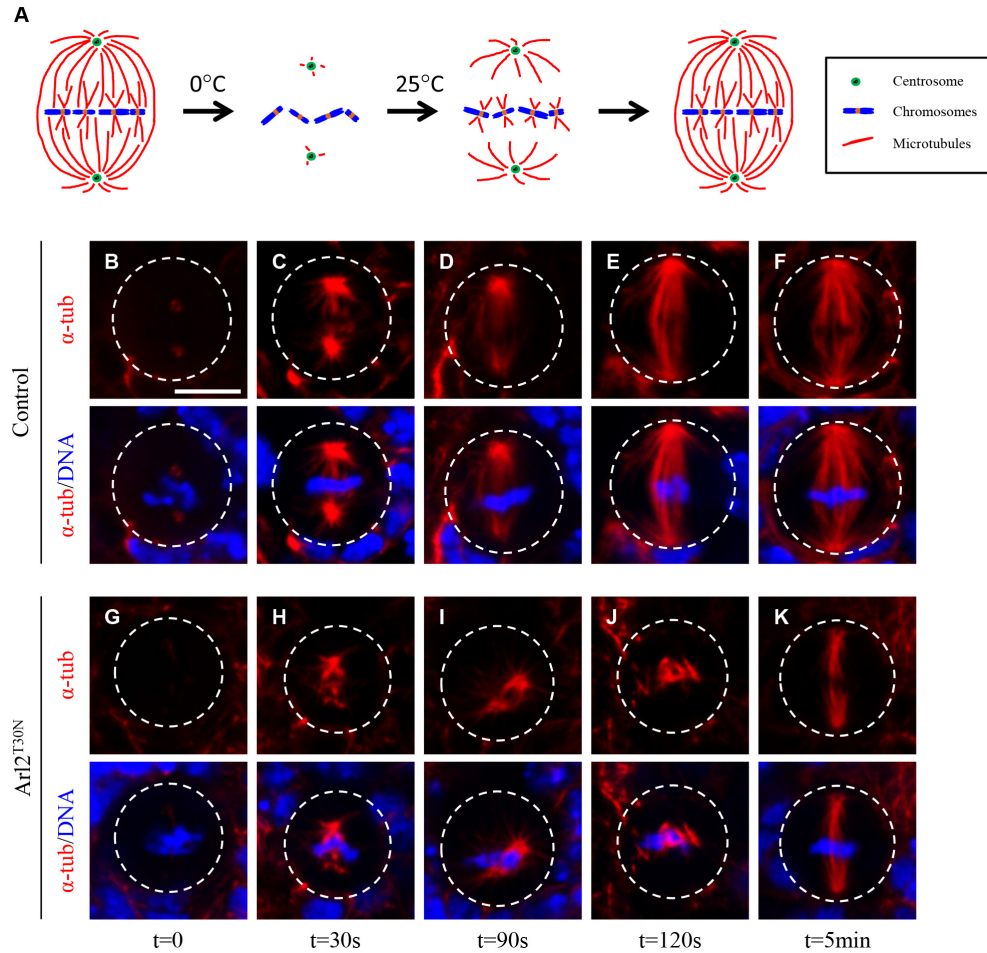 A
0°C
25°C
Centrosome
Chromosomes
Microtubules
Control
α-tub
B
C
D
E
F
α-tub/DNA
Arl2T30N
α-tub
G
H
I
J
K
α-tub/DNA
t=0
t=30s
t=90s
t=120s
t=5min